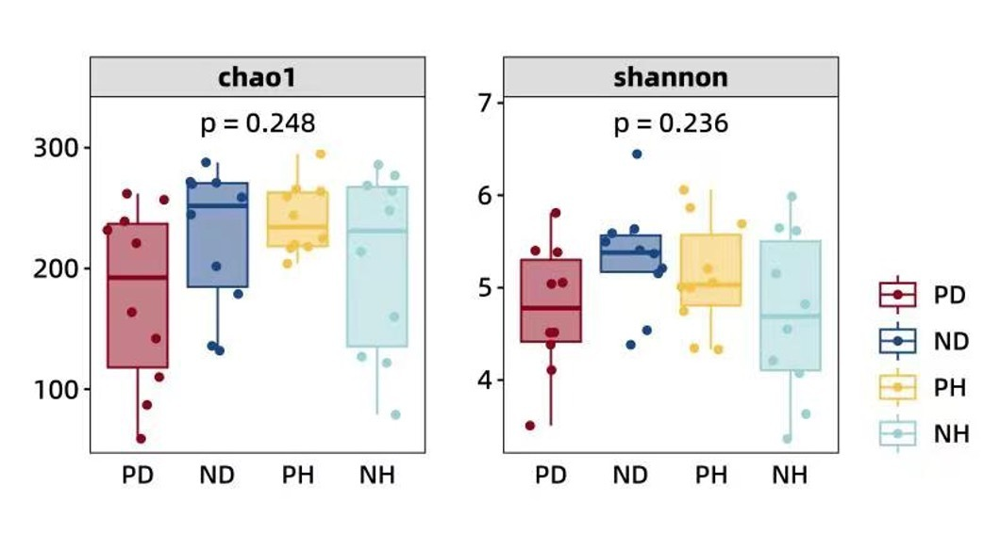 chao1
p = 0.248
300
200
100
PD ND PH NH
shannon
p = 0.236
7
6
5
4
PD ND PH NH
PD
ND
PH
NH